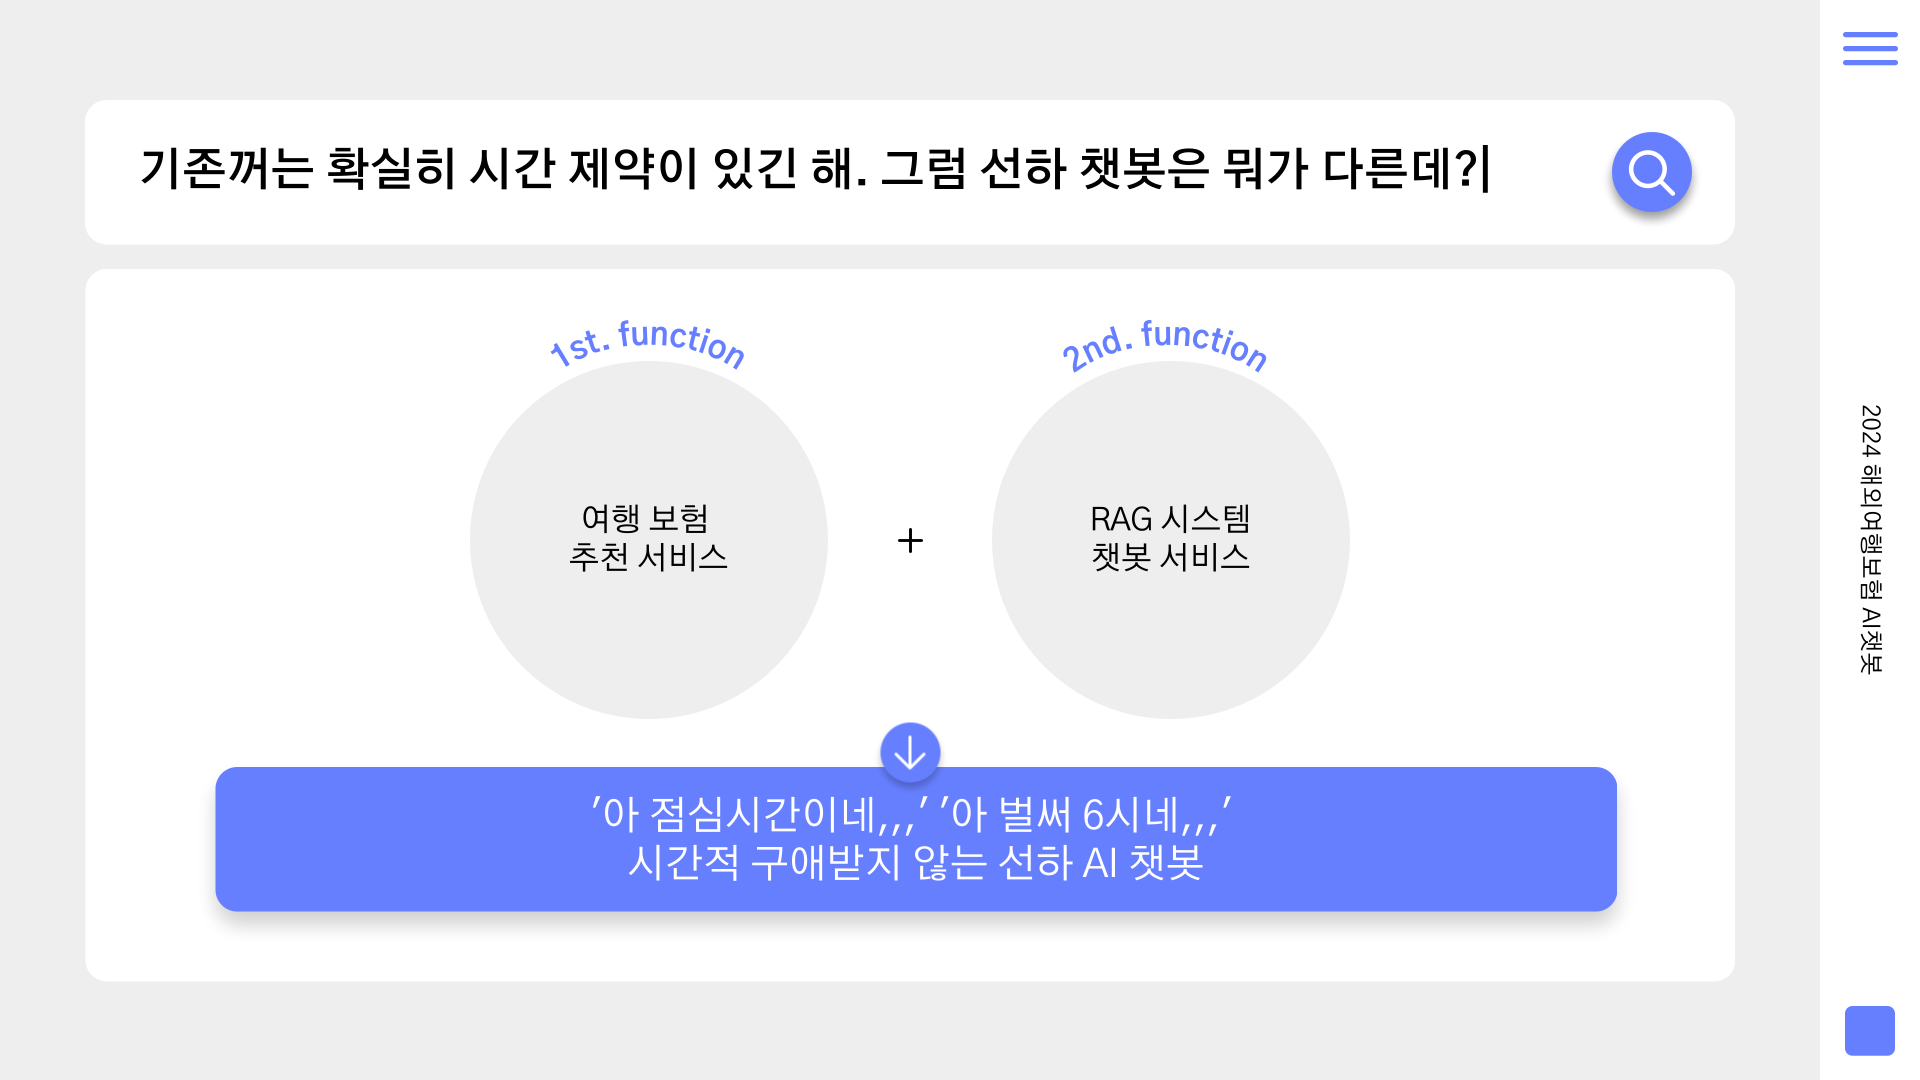 기존꺼는 확실히 시간 제약이 있긴 해. 그럼 선하 챗봇은 뭐가 다른데?|
1st. function
여행 보험
추천 서비스
+
2nd. function
RAG 시스템
챗봇 서비스
'아 점심시간이네,,,' '아 벌써 6시네,,,'
시간적 구애받지 않는 선하 AI 챗봇
2024 해외여행보험 AI챗봇